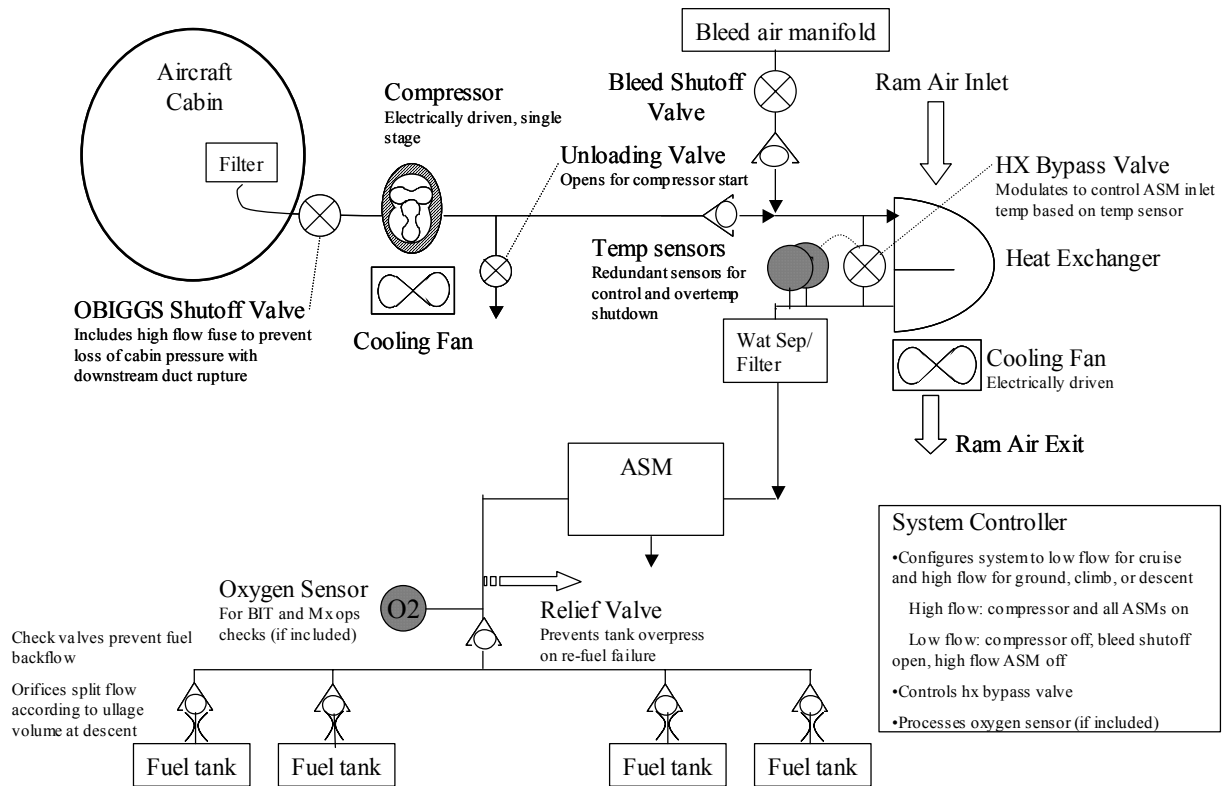 Bleed air manifold
Aircraft
Cabin
Filter
Compressor
Electrically driven, single
stage
Bleed Shutoff
Valve
Ram Air Inlet
Unloading Valve
Opens for compressor start
HX Bypass Valve
Modulates to control ASM inlet
temp based on temp sensor
Temp sensors
Redundant sensors for
control and overtemp
shutdown
Heat Exchanger
OBIGGS Shutoff Valve
Includes high flow fuse to prevent
loss of cabin pressure with
downstream duct rupture
Cooling Fan
Wat Sep/
Filter
Cooling Fan
Electrically driven
Ram Air Exit
ASM
System Controller
•Configures system to low flow for cruise
and high flow for ground, climb, or descent
High flow: compressor and all ASMs on
Low flow: compressor off, bleed shutoff
open, high flow ASM off
•Controls hx bypass valve
•Processes oxygen sensor (if included)
Oxygen Sensor
For BIT and Mx ops
checks (if included)
O2
Relief Valve
Prevents tank overpress
on re-fuel failure
Check valves prevent fuel
backflow
Orifices split flow
according to ullage
volume at descent
Fuel tank
Fuel tank
Fuel tank
Fuel tank